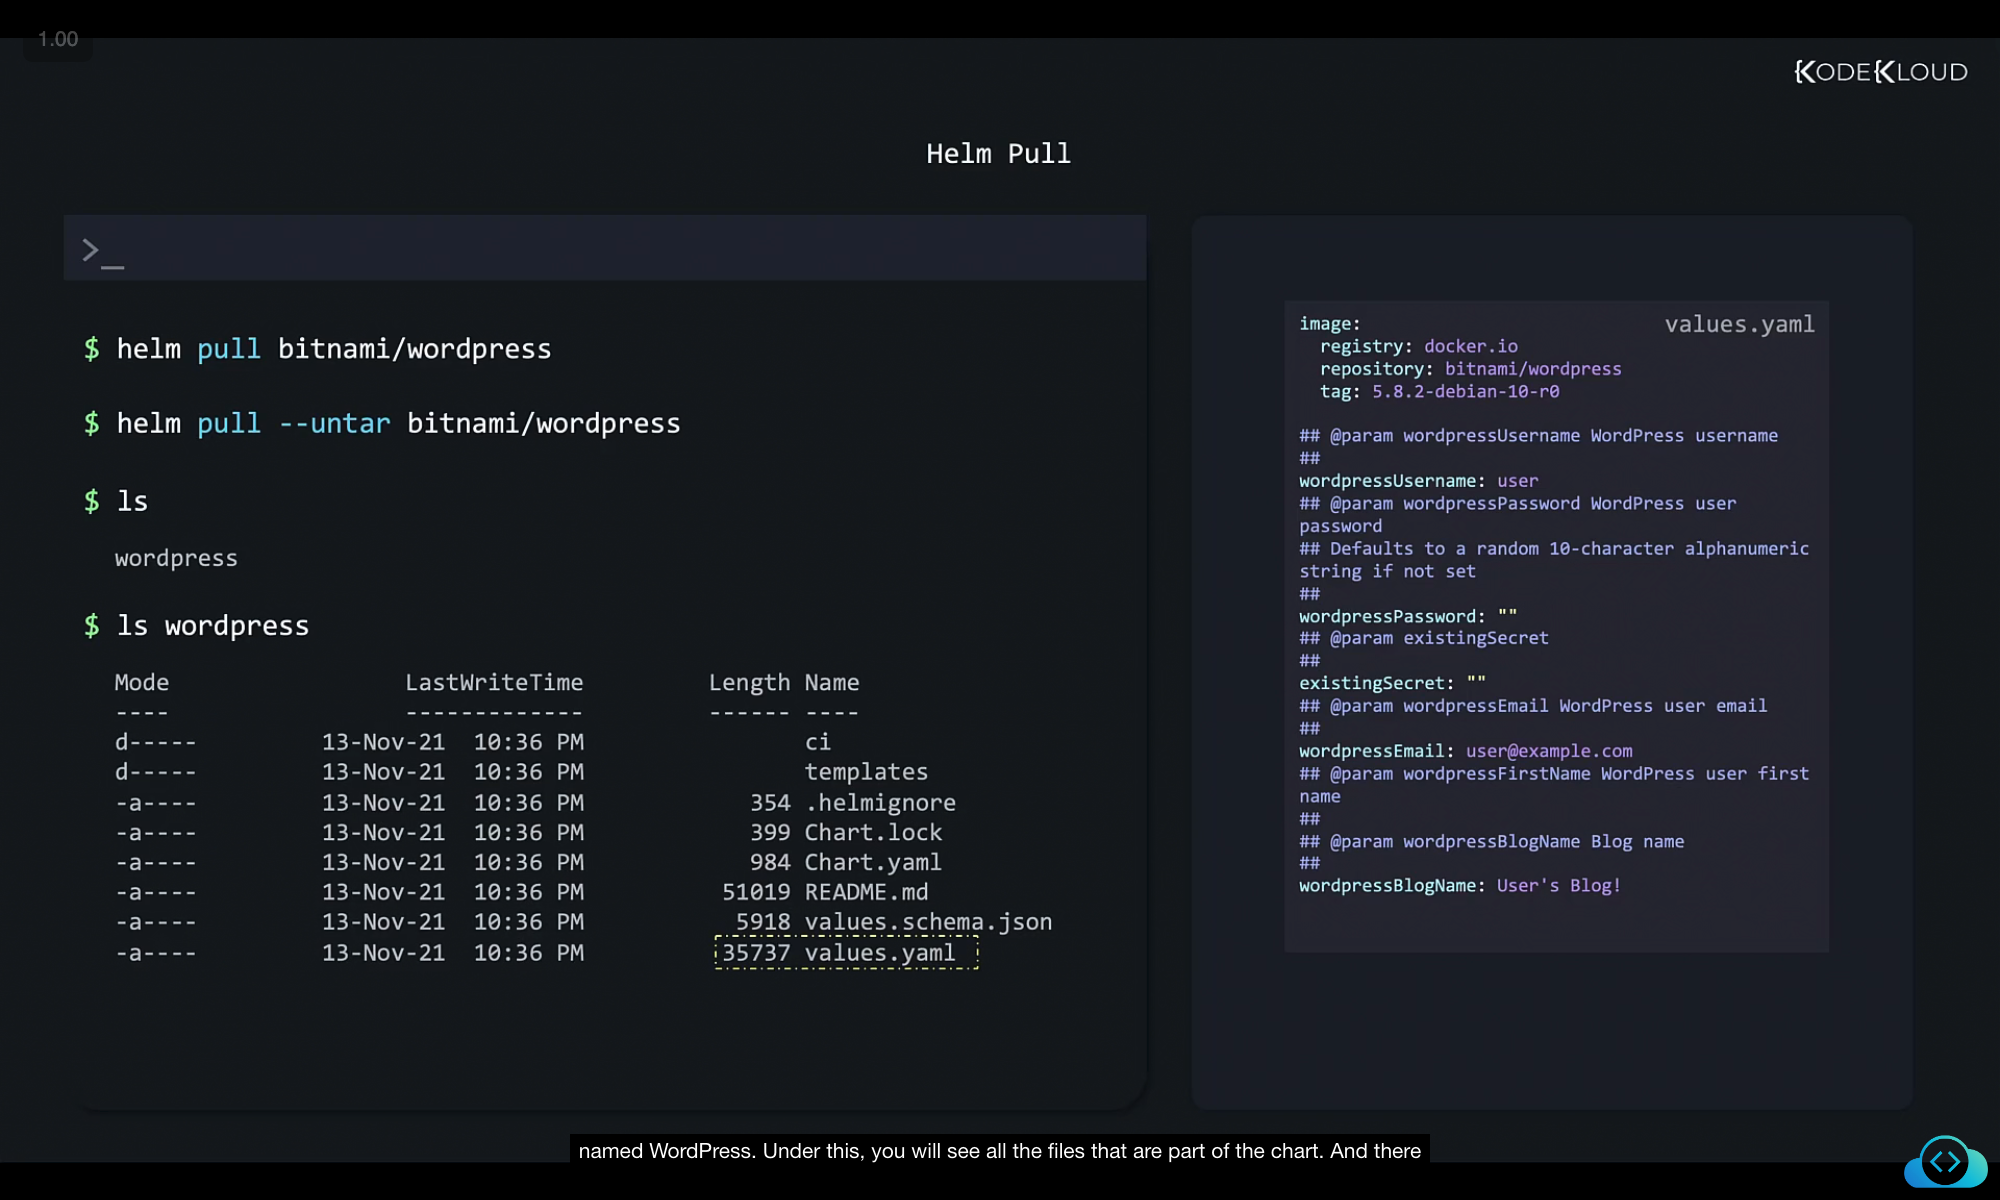 1.00
KODEKLOUD
Helm Pull
>_
$ helm pull bitnami/wordpress
$ helm pull --untar bitnami/wordpress
$ ls
wordpress
$ ls wordpress
Mode LastWriteTime Length Name
---- ------------- ------ ----
d----- 13-Nov-21 10:36 PM ci
d----- 13-Nov-21 10:36 PM templates
-a---- 13-Nov-21 10:36 PM 354 .helmignore
-a---- 13-Nov-21 10:36 PM 399 Chart.lock
-a---- 13-Nov-21 10:36 PM 984 Chart.yaml
-a---- 13-Nov-21 10:36 PM 51019 README.md
-a---- 13-Nov-21 10:36 PM 5918 values.schema.json
-a---- 13-Nov-21 10:36 PM 35737 values.yaml
values.yaml
image:
  registry: docker.io
  repository: bitnami/wordpress
  tag: 5.8.2-debian-10-r0
## @param wordpressUsername WordPress username
##
wordpressUsername: user
## @param wordpressPassword WordPress user
password
## Defaults to a random 10-character alphanumeric
string if not set
##
wordpressPassword: ""
## @param existingSecret
##
existingSecret: ""
## @param wordpressEmail WordPress user email
##
wordpressEmail: user@example.com
## @param wordpressFirstName WordPress user first
name
##
## @param wordpressBlogName Blog name
##
wordpressBlogName: User's Blog!
named WordPress. Under this, you will see all the files that are part of the chart. And there